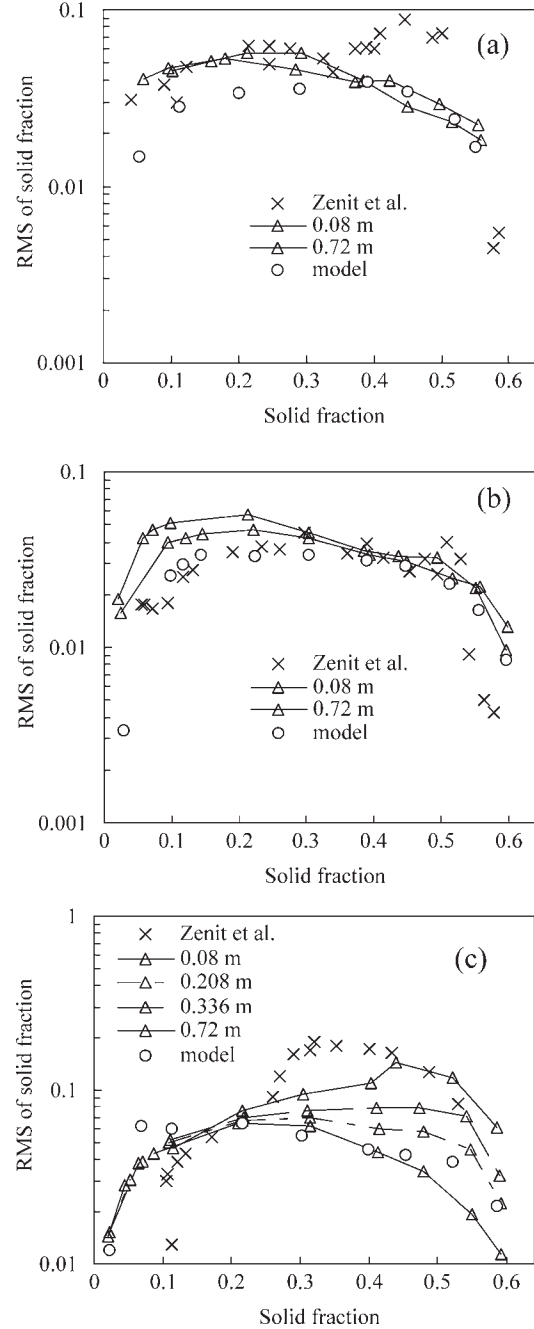 0.1
(a)
RMS of solid fraction
0.01
Zenit et al.
0.08 m
0.72 m
model
0.001
0 0.1 0.2 0.3 0.4 0.5 0.6
Solid fraction
0.1
(b)
RMS of solid fraction
0.01
Zenit et al.
0.08 m
0.72 m
model
0.001
0 0.1 0.2 0.3 0.4 0.5 0.6
Solid fraction
1
Zenit et al.
0.08 m
(c)
0.208 m
0.336 m
0.72 m
model
RMS of solid fraction
0.1
0.01
0 0.1 0.2 0.3 0.4 0.5 0.6
Solid fraction